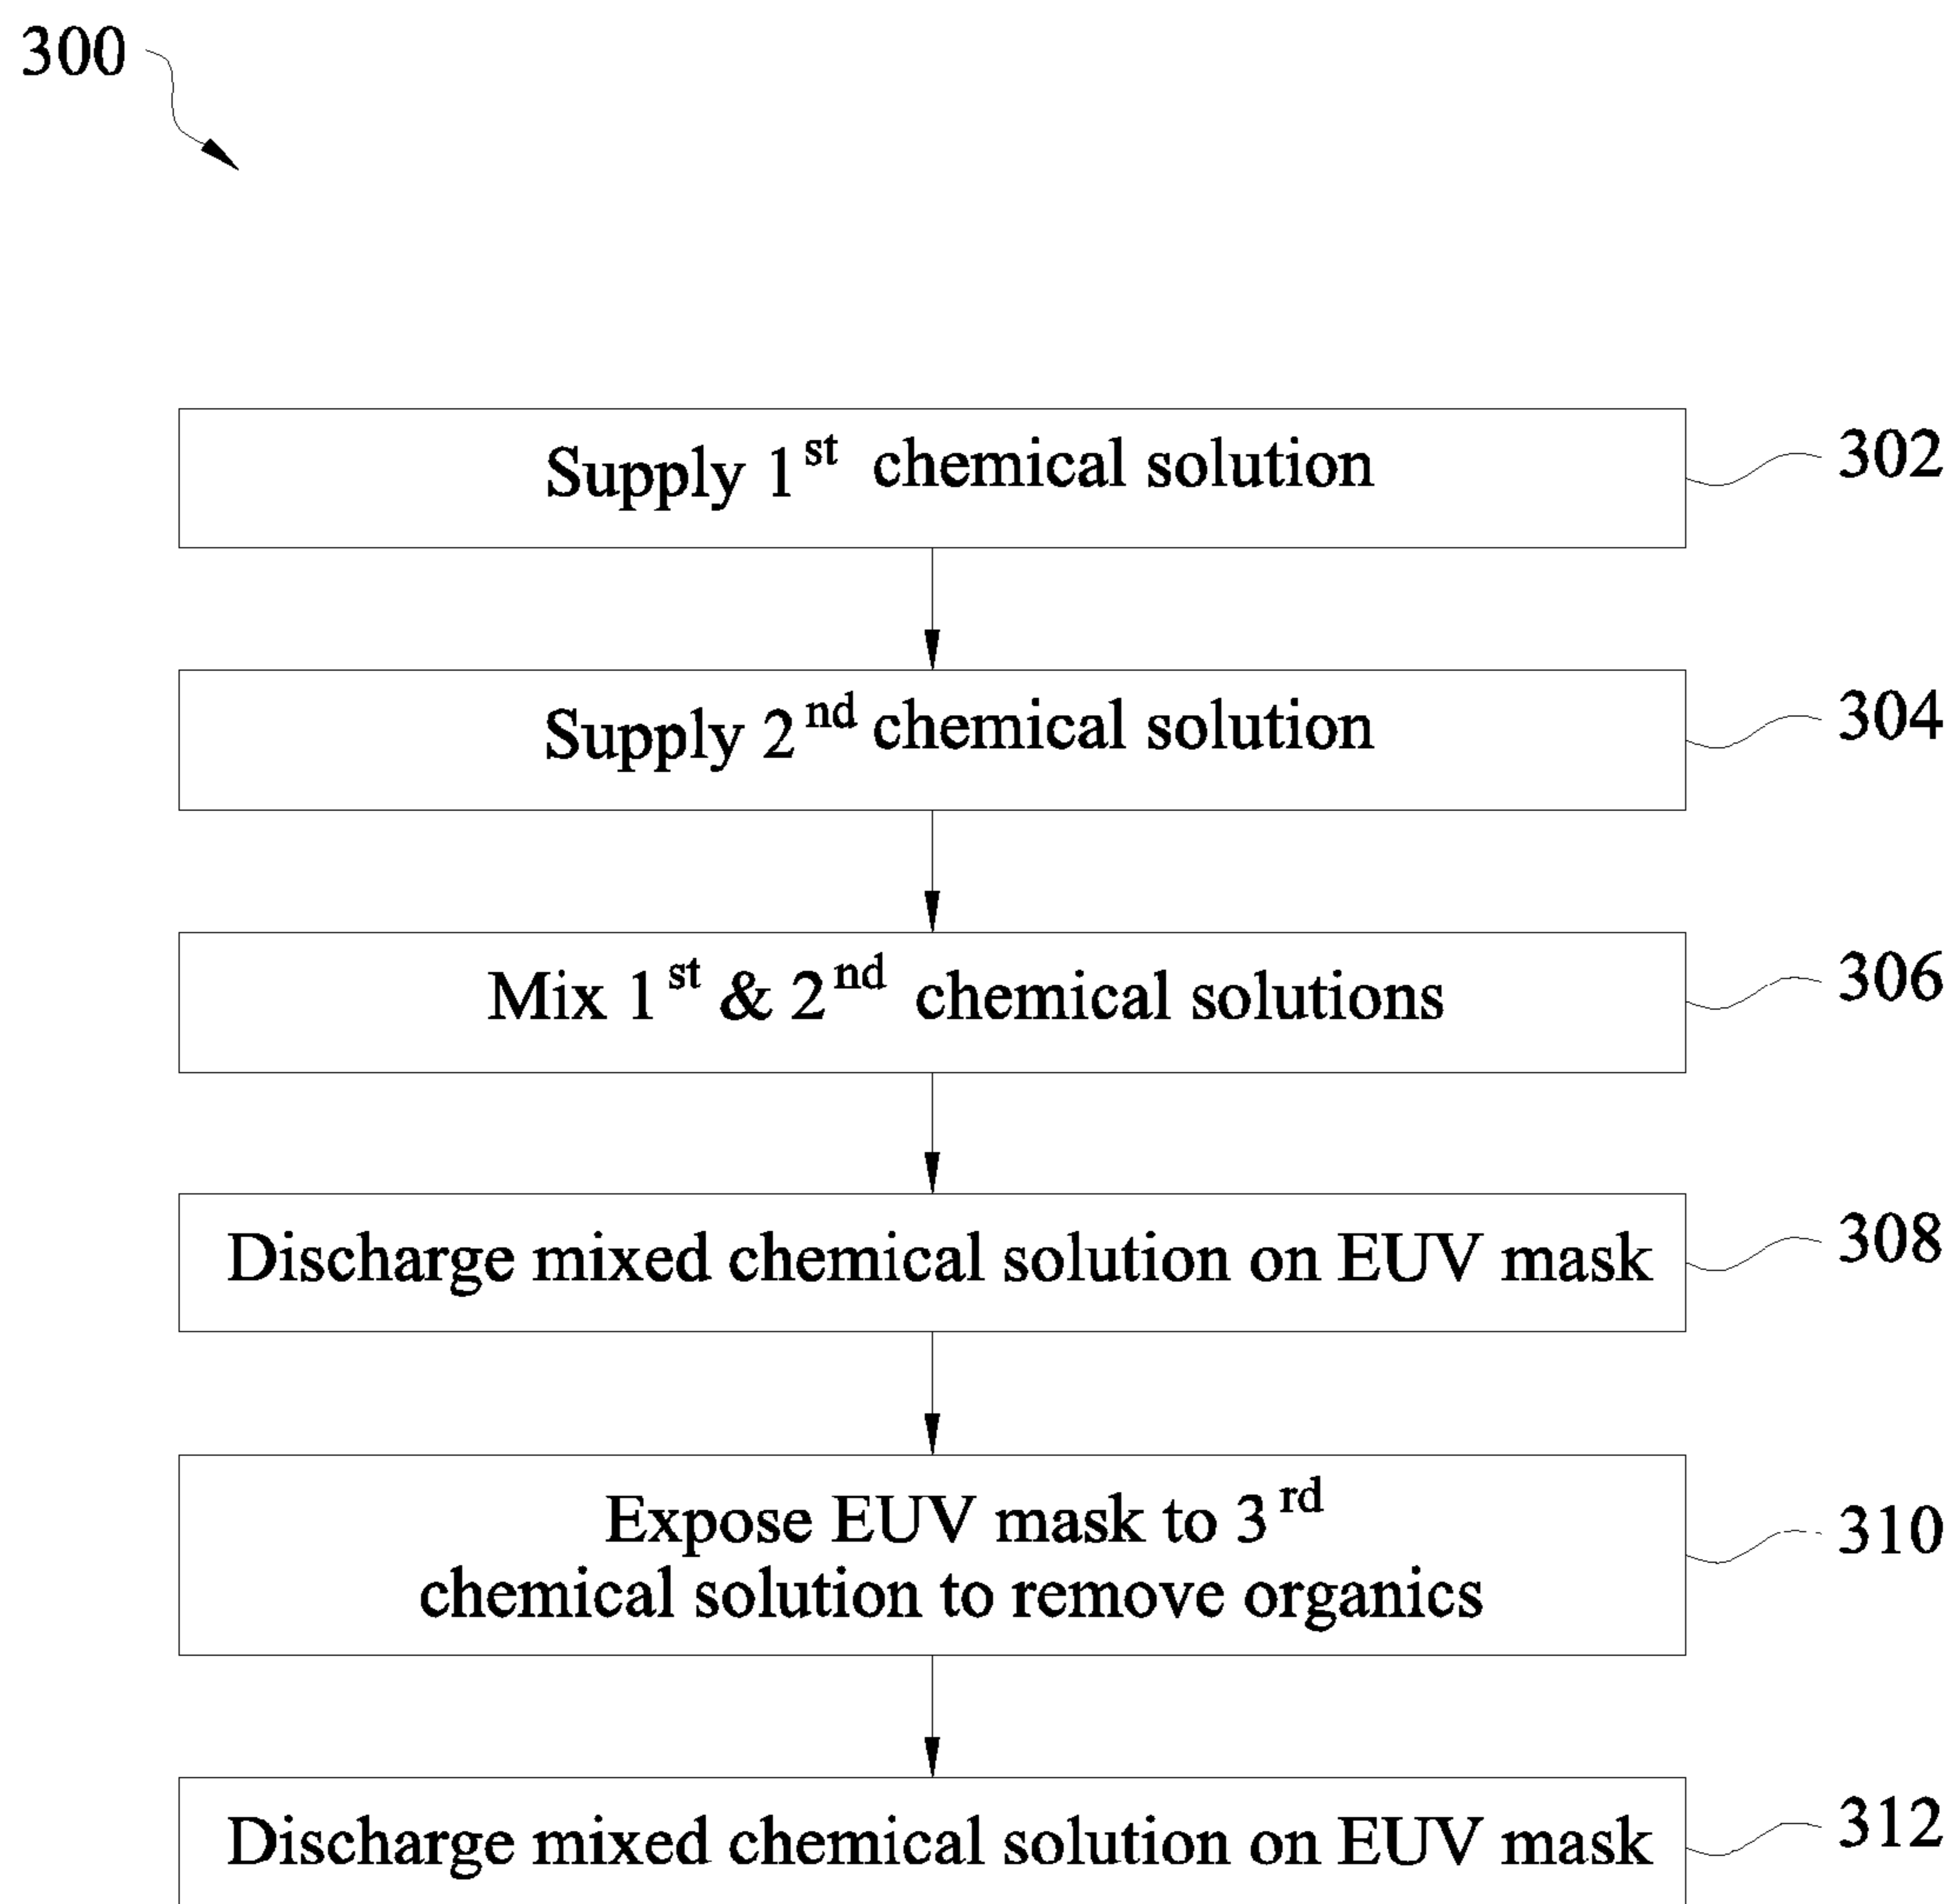 300
Supply 1st chemical solution
302
Supply 2nd chemical solution
304
Mix 1st & 2nd chemical solutions
306
Discharge mixed chemical solution on EUV mask
308
Expose EUV mask to 3rd
chemical solution to remove organics
310
Discharge mixed chemical solution on EUV mask
312